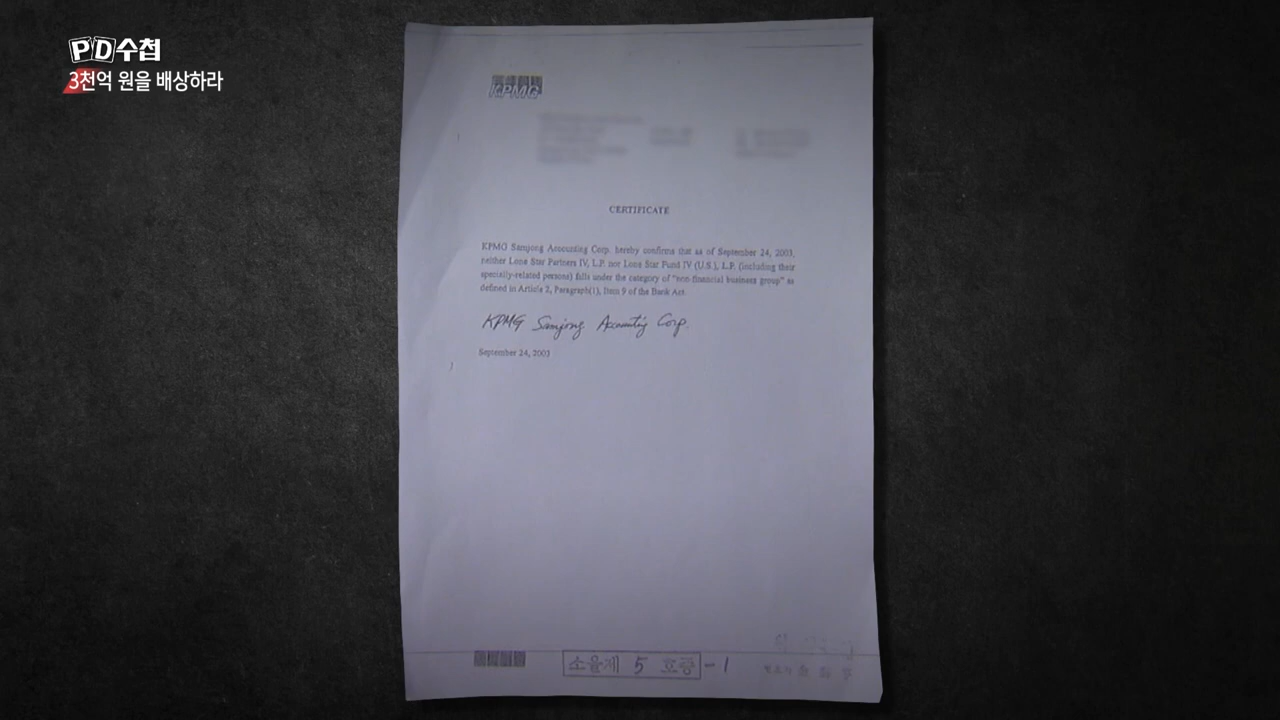 PD수첩
3천억 원을 배상하라
KPMG
CERTIFICATE
KPMG Samjong Accounting Corp. hereby confirms that as of September 24, 2003,
neither Lone Star Partners IV, L.P. nor Lone Star Fund IV (U.S.), L.P. (including their
specially-related persons) falls under the category of "non-financial business group" as
defined in Article 2, Paragraph(1), Item 9 of the Bank Act.
KPMG Samjong Accounting Corp.
September 24, 2003
소을제 5 호증 -1